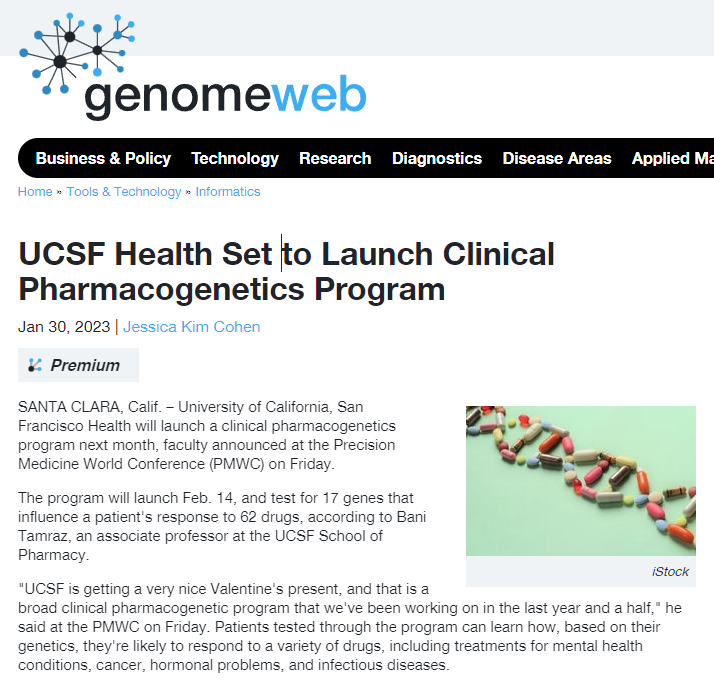 genomeweb
Business & Policy Technology Research Diagnostics Disease Areas Applied Ma
Home » Tools & Technology » Informatics
UCSF Health Set to Launch Clinical
Pharmacogenetics Program
Jan 30, 2023 | Jessica Kim Cohen
Premium
SANTA CLARA, Calif. – University of California, San
Francisco Health will launch a clinical pharmacogenetics
program next month, faculty announced at the Precision
Medicine World Conference (PMWC) on Friday.
The program will launch Feb. 14, and test for 17 genes that
influence a patient's response to 62 drugs, according to Bani
Tamraz, an associate professor at the UCSF School of
Pharmacy.
iStock
"UCSF is getting a very nice Valentine's present, and that is a
broad clinical pharmacogenetic program that we've been working on in the last year and a half," he
said at the PMWC on Friday. Patients tested through the program can learn how, based on their
genetics, they're likely to respond to a variety of drugs, including treatments for mental health
conditions, cancer, hormonal problems, and infectious diseases.